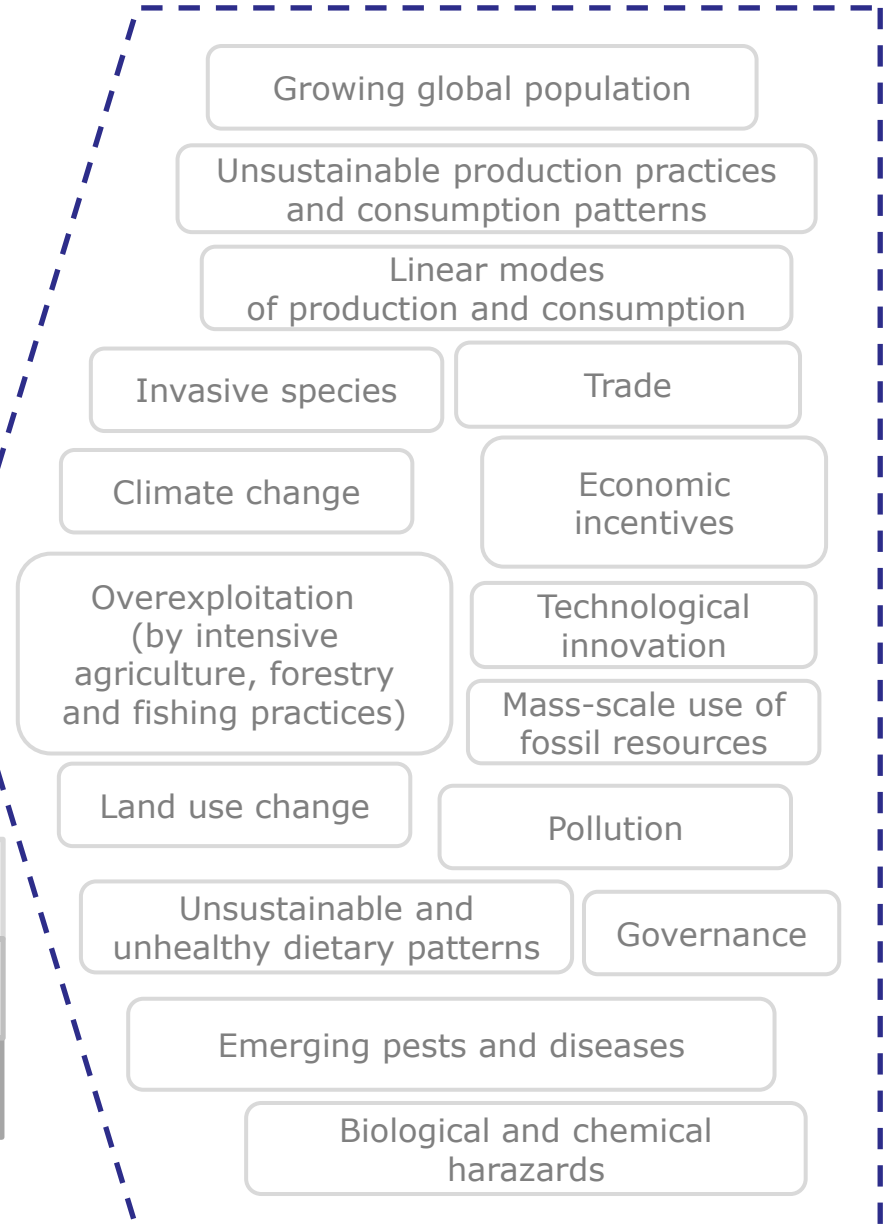 Growing global population
Unsustainable production practices
and consumption patterns
Linear modes
of production and consumption
Invasive species
Trade
Climate change
Economic
incentives
Overexploitation
(by intensive
agriculture, forestry
and fishing practices)
Technological
innovation
Mass-scale use of
fossil resources
Land use change
Pollution
Unsustainable and
unhealthy dietary patterns
Governance
Emerging pests and diseases
Biological and chemical
harazards